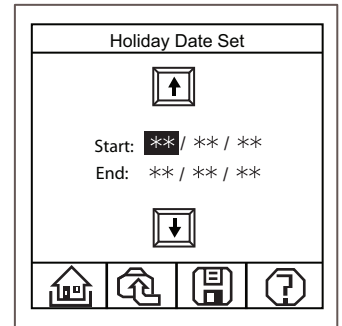 Holiday Date Set
Start: ** / ** / **
End: ** / ** / **
?